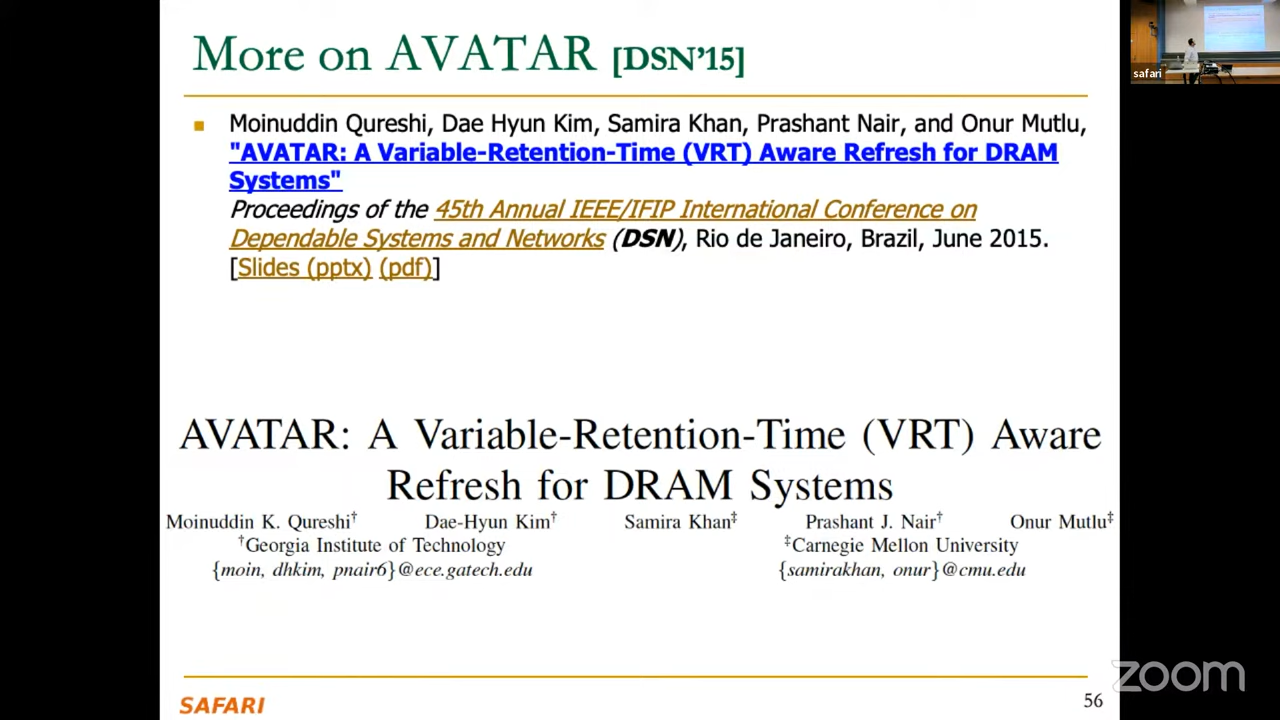 More on AVATAR [DSN'15]
safari
■ Moinuddin Qureshi, Dae Hyun Kim, Samira Khan, Prashant Nair, and Onur Mutlu,
"AVATAR: A Variable-Retention-Time (VRT) Aware Refresh for DRAM
Systems"
Proceedings of the 45th Annual IEEE/IFIP International Conference on
Dependable Systems and Networks (DSN), Rio de Janeiro, Brazil, June 2015.
[Slides (pptx) (pdf)]
AVATAR: A Variable-Retention-Time (VRT) Aware
Refresh for DRAM Systems
Moinuddin K. Qureshi† Dae-Hyun Kim† Samira Khan‡ Prashant J. Nair† Onur Mutlu‡
†Georgia Institute of Technology ‡Carnegie Mellon University
{moin, dhkim, pnair6}@ece.gatech.edu {samirakhan, onur}@cmu.edu
SAFARI
56
zoom